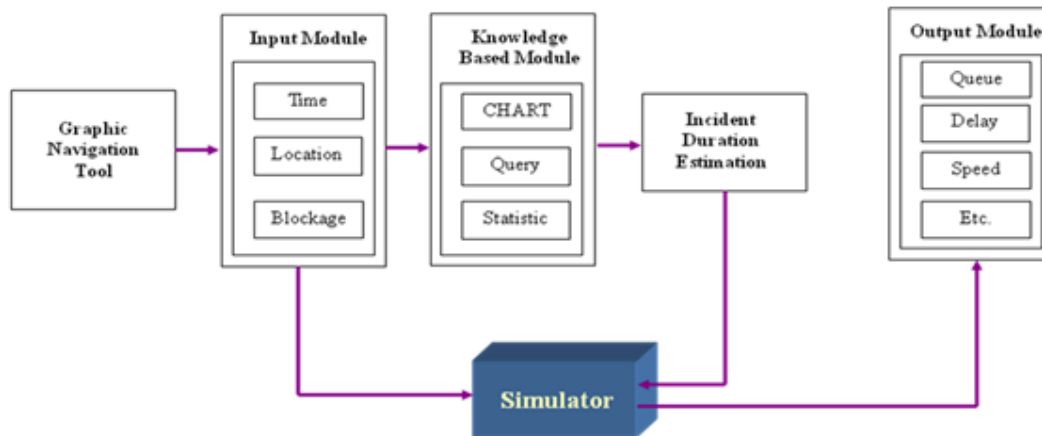 Graphic
Navigation
Tool
Input Module
Time
Location
Blockage
Knowledge
Based Module
CHART
Query
Statistic
Incident
Duration
Estimation
Output Module
Queue
Delay
Speed
Etc.
Simulator